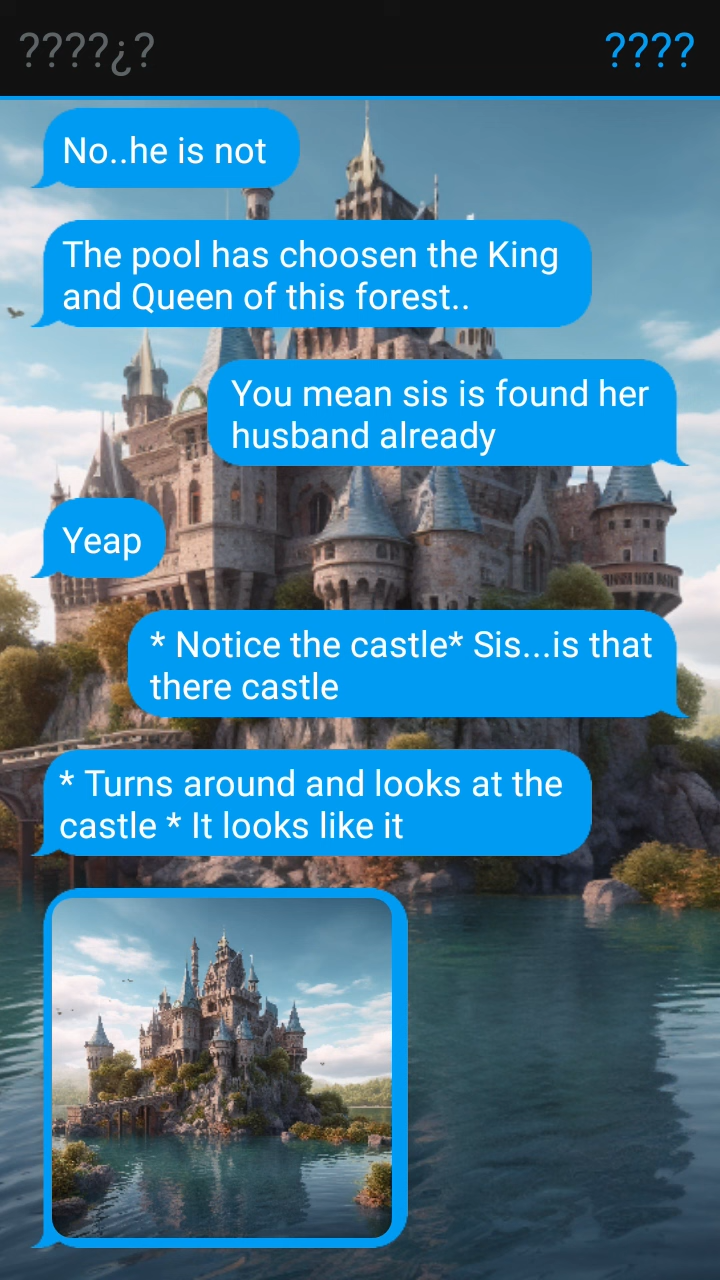 ????¿?
????
No..he is not
The pool has choosen the King
and Queen of this forest..
You mean sis is found her
husband already
Yeap
* Notice the castle* Sis...is that
there castle
* Turns around and looks at the
castle * It looks like it